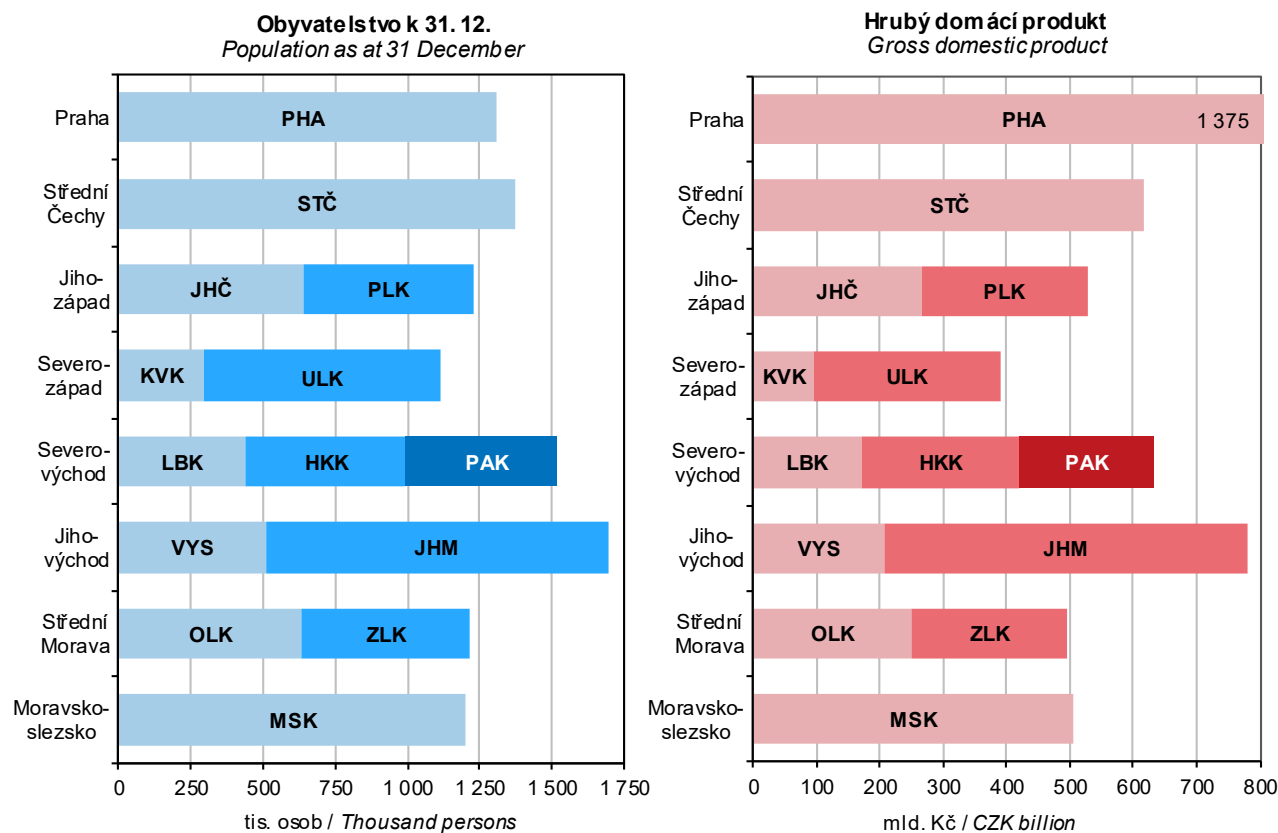 Obyvatelstvo k 31. 12.
Population as at 31 December
Praha
PHA
Střední
Čechy
STČ
Jiho-
západ
JHČ PLK
Severo-
západ
KVK ULK
Severo-
východ
LBK HKK PAK
Jiho-
východ
VYS JHM
Střední
Morava
OLK ZLK
Moravsko-
slezsko
MSK
0 250 500 750 1 000 1 250 1 500 1 750
tis. osob / Thousand persons
Hrubý domácí produkt
Gross domestic product
Praha
PHA 1 375
Střední
Čechy
STČ
Jiho-
západ
JHČ PLK
Severo-
západ
KVK ULK
Severo-
východ
LBK HKK PAK
Jiho-
východ
VYS JHM
Střední
Morava
OLK ZLK
Moravsko-
slezsko
MSK
0 100 200 300 400 500 600 700 800
mld. Kč / CZK billion